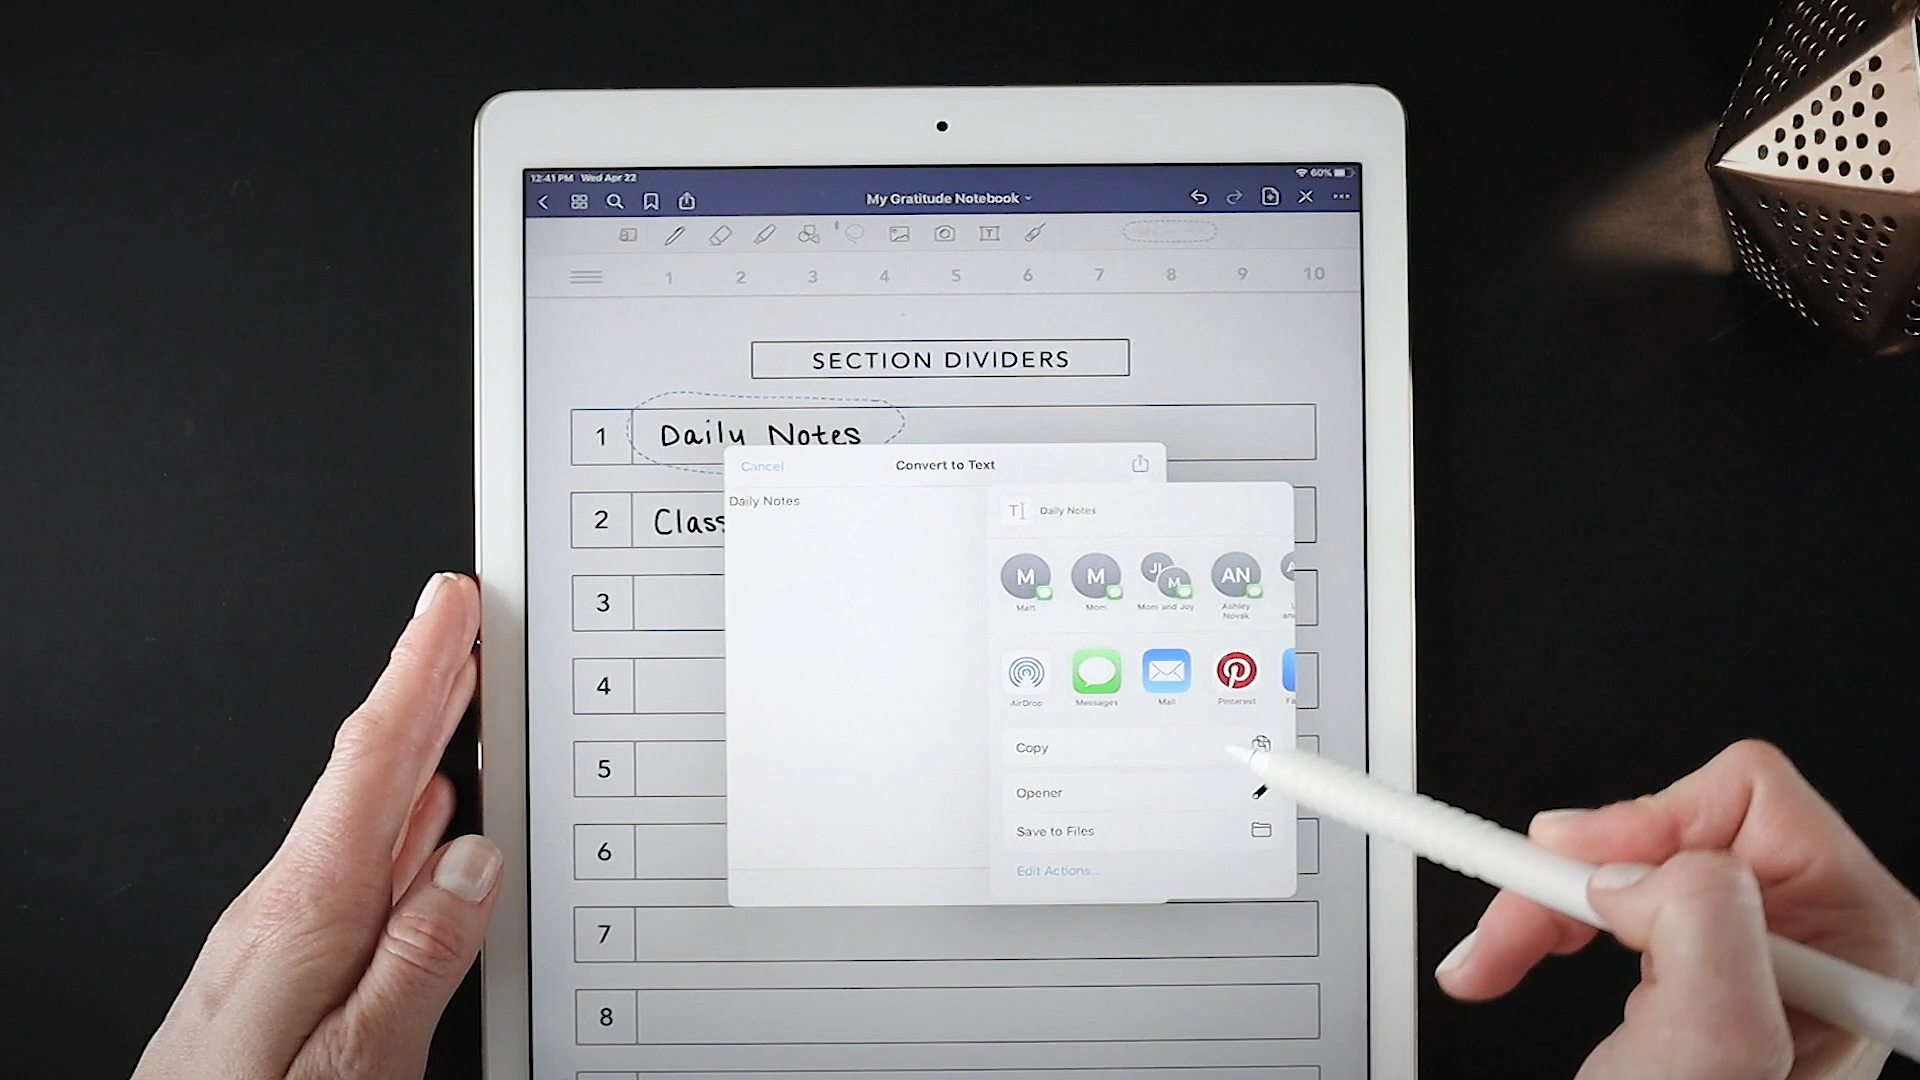 12:41 PM Wed Apr 22
60%
My Gratitude Notebook
1 2 3 4 5 6 7 8 9 10
SECTION DIVIDERS
1 Daily Notes
Cancel Convert to Text
Daily Notes
Daily Notes
2 Class
M M JL M AN
Matt Mom Mom and Joy Ashley Novak
3
4
AirDrop Messages Mail Pinterest
Copy
5
Opener
Save to Files
6
Edit Actions...
7
8